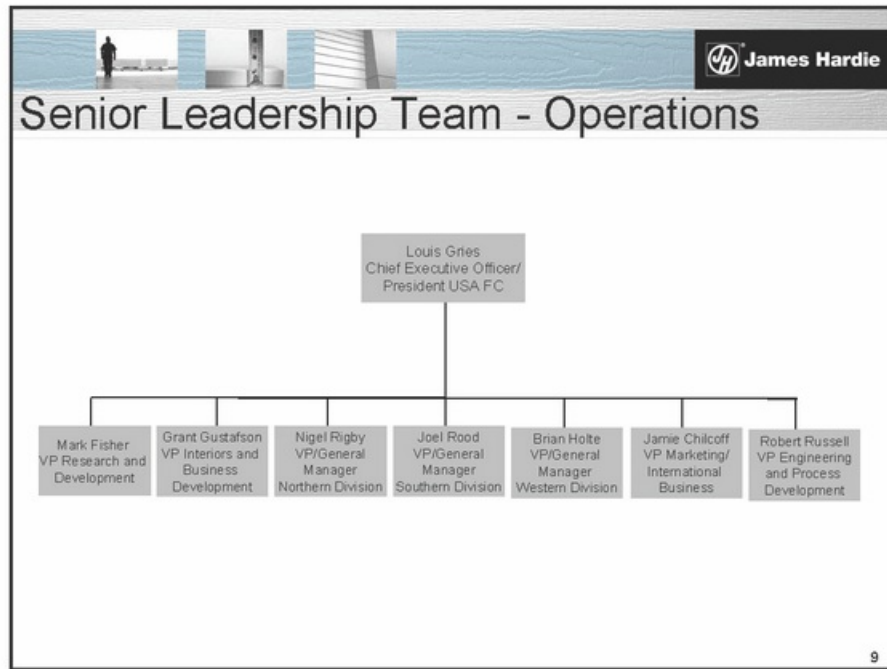 JH James Hardie
Senior Leadership Team - Operations
Louis Gries
Chief Executive Officer/
President USA FC
Mark Fisher
VP Research and
Development
Grant Gustafson
VP Interiors and
Business
Development
Nigel Rigby
VP/General
Manager
Northern Division
Joel Rood
VP/General
Manager
Southern Division
Brian Holte
VP/General
Manager
Western Division
Jamie Chilcoff
VP Marketing/
International
Business
Robert Russell
VP Engineering
and Process
Development
9